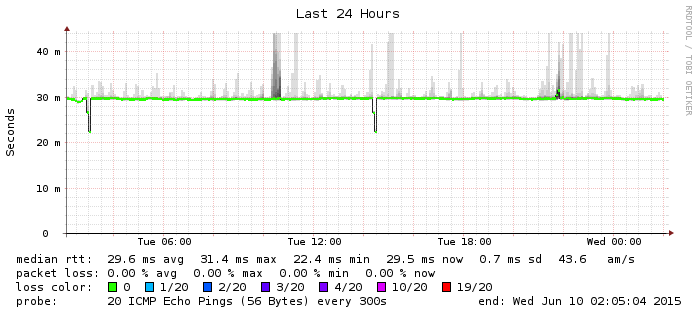 Last 24 Hours
RRDTOOL / TOBI OETIKER
Seconds
40 m
30 m
20 m
10 m
0
Tue 06:00 Tue 12:00 Tue 18:00 Wed 00:00
median rtt: 29.6 ms avg 31.4 ms max 22.4 ms min 29.5 ms now 0.7 ms sd 43.6 am/s
packet loss: 0.00 % avg 0.00 % max 0.00 % min 0.00 % now
loss color: 0 1/20 2/20 3/20 4/20 10/20 19/20
probe: 20 ICMP Echo Pings (56 Bytes) every 300s end: Wed Jun 10 02:05:04 2015